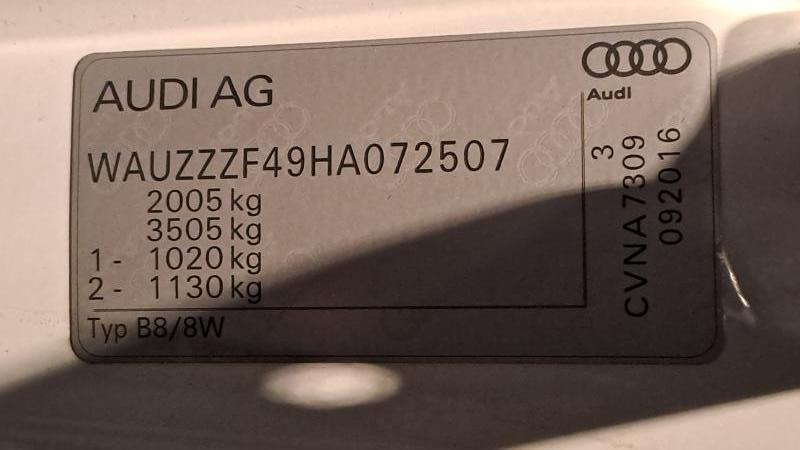 AUDI AG
Audi
WAUZZZF49HA072507
2005 kg
3505 kg
1 - 1020 kg
2 - 1130 kg
Typ B8/8W
3
CVNA7309
092016